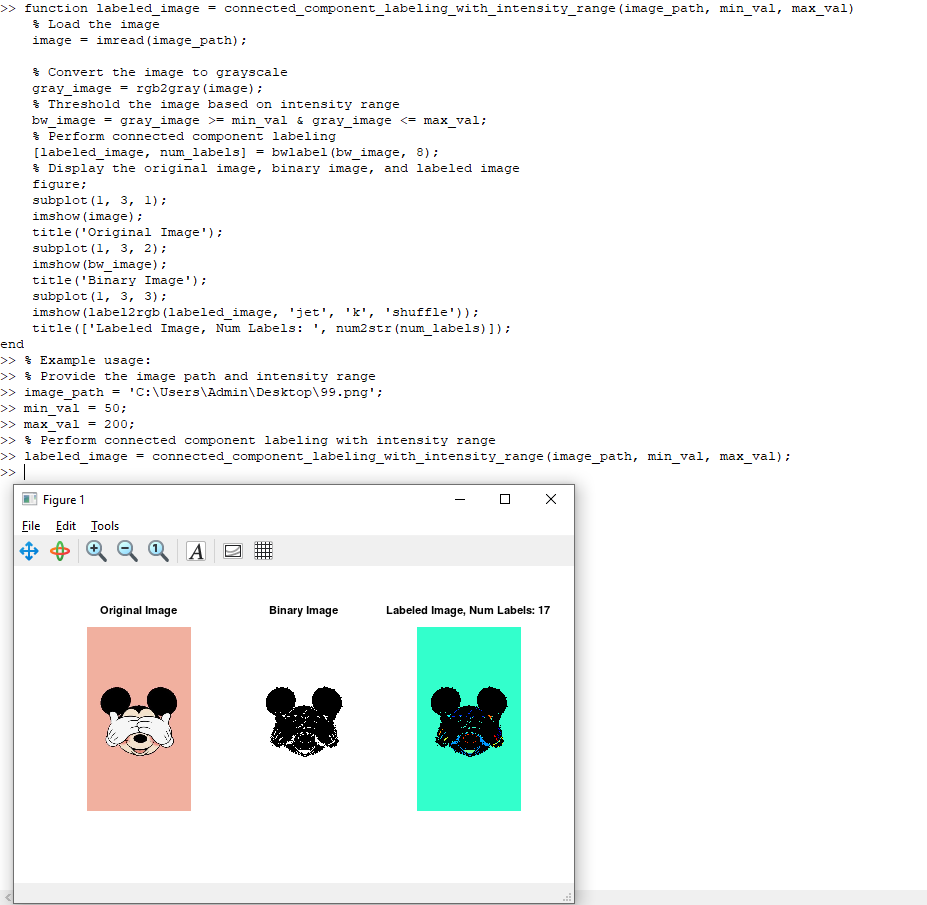 >> function labeled_image = connected_component_labeling_with_intensity_range(image_path, min_val, max_val)
    % Load the image
    image = imread(image_path);

    % Convert the image to grayscale
    gray_image = rgb2gray(image);
    % Threshold the image based on intensity range
    bw_image = gray_image >= min_val & gray_image <= max_val;
    % Perform connected component labeling
    [labeled_image, num_labels] = bwlabel(bw_image, 8);
    % Display the original image, binary image, and labeled image
    figure;
    subplot(1, 3, 1);
    imshow(image);
    title('Original Image');
    subplot(1, 3, 2);
    imshow(bw_image);
    title('Binary Image');
    subplot(1, 3, 3);
    imshow(label2rgb(labeled_image, 'jet', 'k', 'shuffle'));
    title(['Labeled Image, Num Labels: ', num2str(num_labels)]);
end
>> % Example usage:
>> % Provide the image path and intensity range
>> image_path = 'C:\Users\Admin\Desktop\99.png';
>> min_val = 50;
>> max_val = 200;
>> % Perform connected component labeling with intensity range
>> labeled_image = connected_component_labeling_with_intensity_range(image_path, min_val, max_val);
>>
Figure 1
File Edit Tools
1 A
Original Image Binary Image Labeled Image, Num Labels: 17